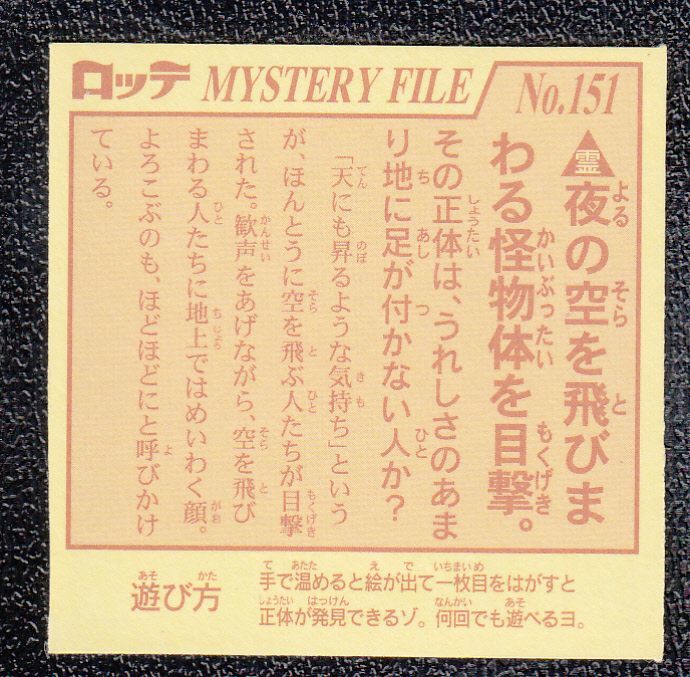 ロッテ MYSTERY FILE No.151
霊 夜の空を飛びま
わる怪物体を目撃。
その正体は、うれしさのあま
り地に足が付かない人か?
「天にも昇るような気持ち」という
が、ほんとうに空を飛ぶ人たちが目撃
された。歓声をあげながら、空を飛び
まわる人たちに地上ではめいわく顔。
よろこぶのも、ほどほどにと呼びかけ
ている。
遊び方
手で温めると絵が出て一枚目をはがすと
正体が発見できるゾ。何回でも遊べるヨ。